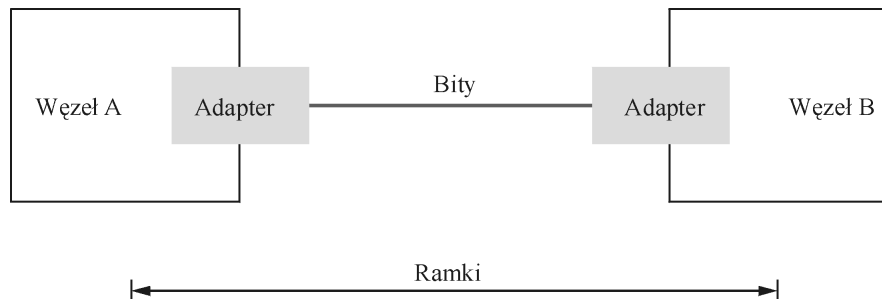 Bity
Węzeł A
Adapter
Adapter
Węzeł B
Ramki